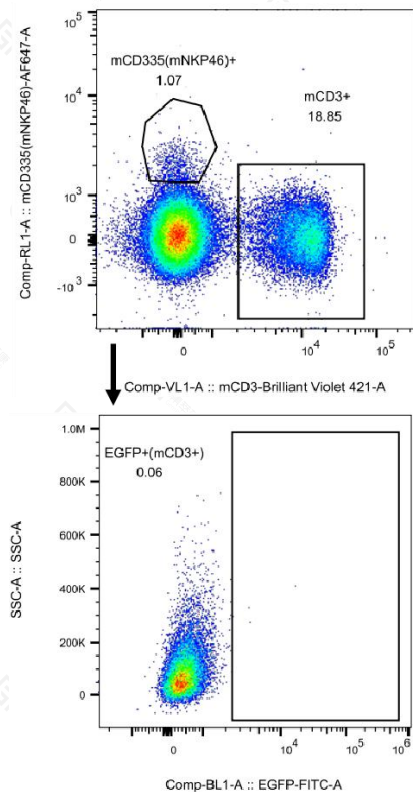 10⁵
mCD335(mNKP46)+
1.07
10⁴
mCD3+
18.85
10³
0
-10³
Comp-RL1-A :: mCD335(mNKP46)-AF647-A
0
10⁴
10⁵
Comp-VL1-A :: mCD3-Brilliant Violet 421-A
1.0M
EGFP+(mCD3+)
0.06
800K
600K
400K
200K
0
SSC-A :: SSC-A
0
10⁴
10⁵
10⁶
Comp-BL1-A :: EGFP-FITC-A